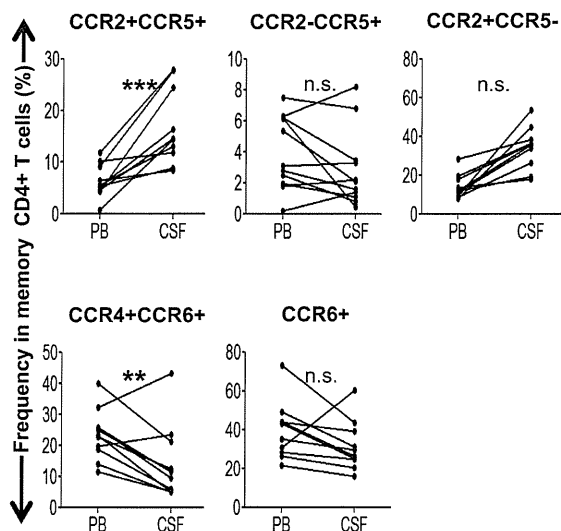 CCR2+CCR5+ CCR2-CCR5+ CCR2+CCR5-
30 10 80
*** n.s. n.s.
8 60
20
6
40
4
10
2 20
0 0 0
PB CSF PB CSF PB CSF
Frequency in memory CD4+ T cells (%)
CCR4+CCR6+ CCR6+
50 80
** n.s.
40 60
30
40
20
20
10
0 0
PB CSF PB CSF